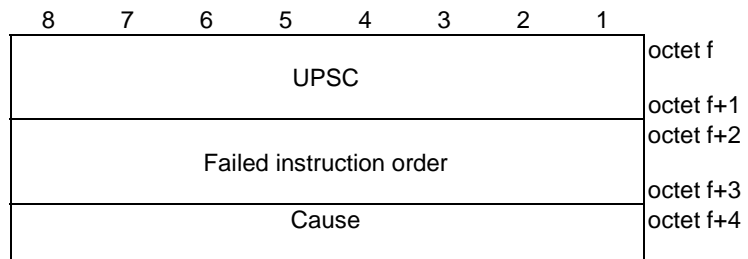 8 7 6 5 4 3 2 1
octet f
UPSC
octet f+1
octet f+2
Failed instruction order
octet f+3
Cause octet f+4